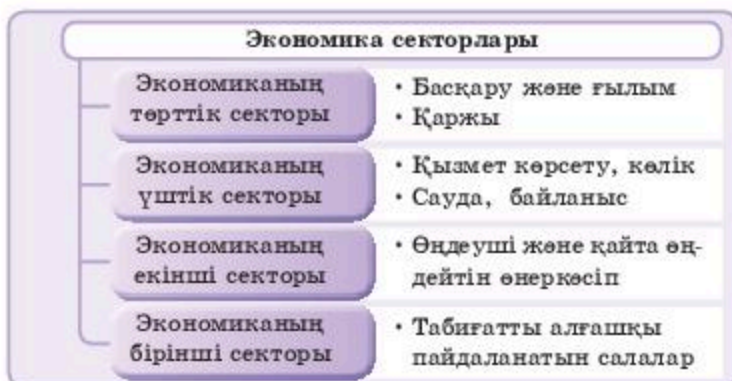 Экономика секторлары
Экономиканың
төрттік секторы
• Басқару және ғылым
• Қаржы
Экономиканың
үштік секторы
• Қызмет көрсету, көлік
• Сауда, байланыс
Экономиканың
екінші секторы
• Өңдеуші және қайта өң-
дейтін өнеркәсіп
Экономиканың
бірінші секторы
• Табиғатты алғашқы
пайдаланатын салалар